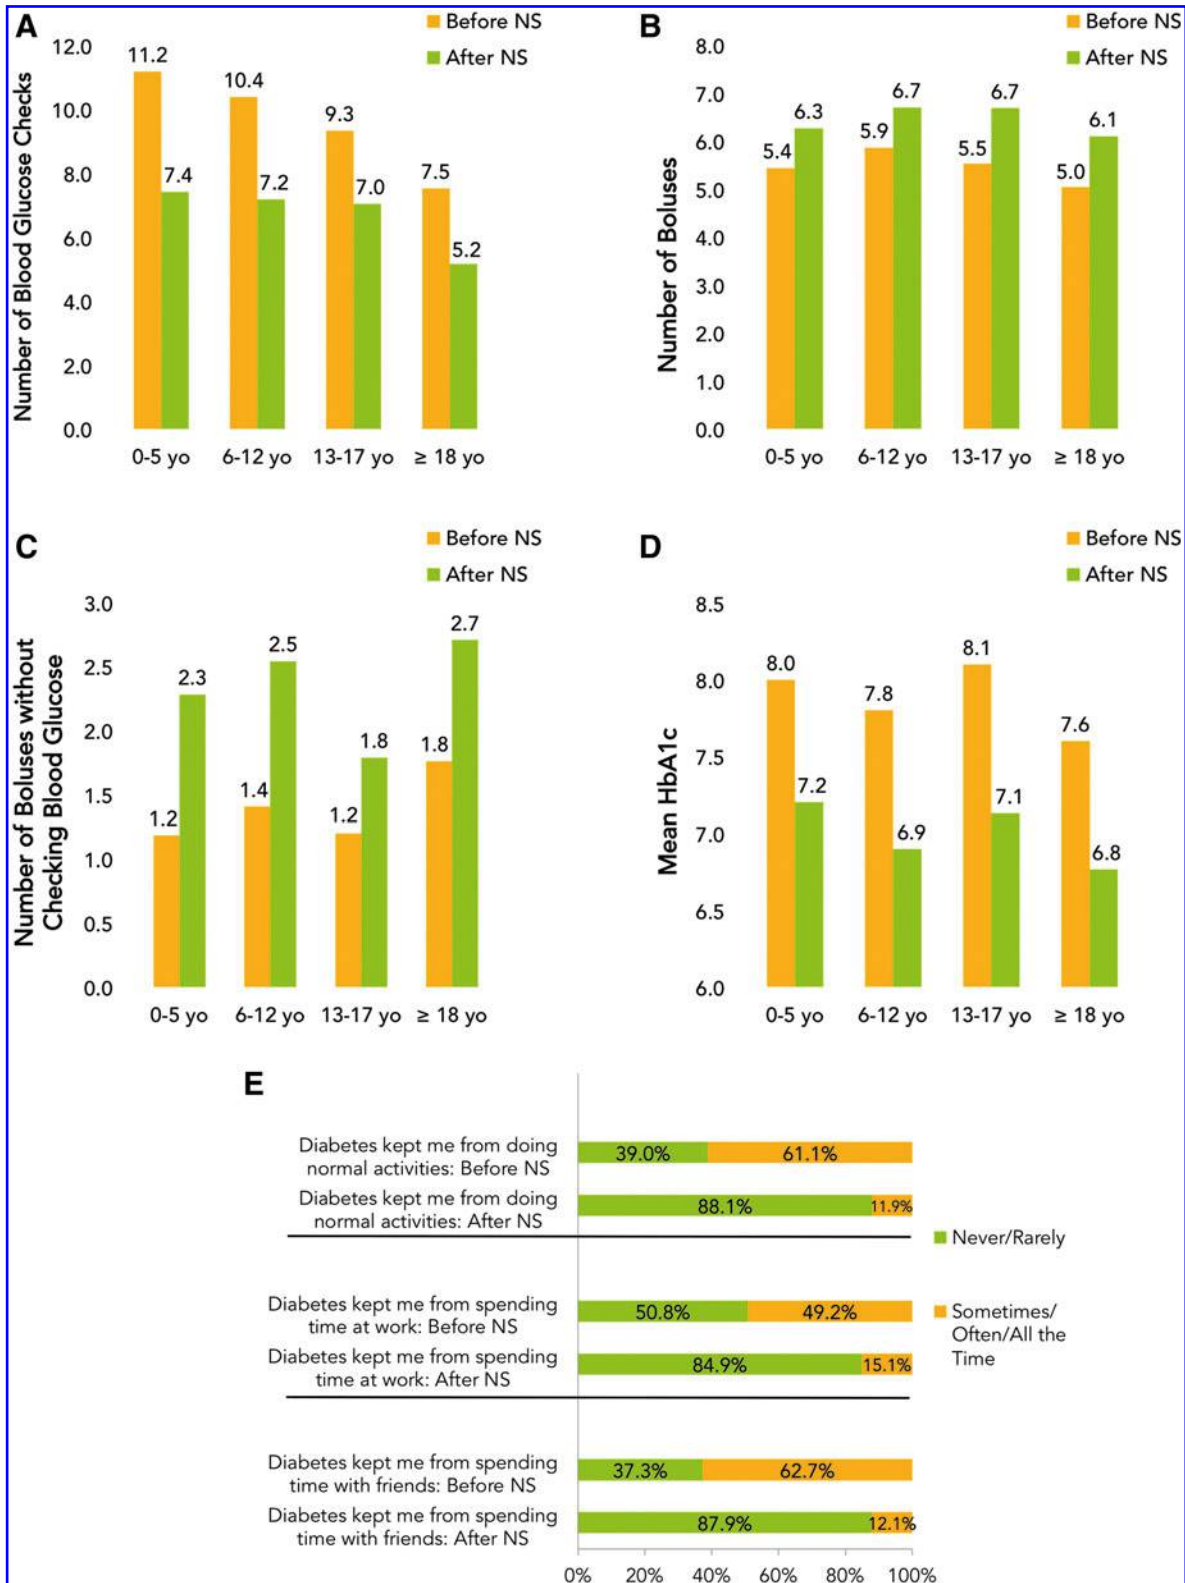 A
Before NS
After NS
Number of Blood Glucose Checks
12.0
10.0
8.0
6.0
4.0
2.0
0.0
11.2
7.4
10.4
7.2
9.3
7.0
7.5
5.2
0-5 yo
6-12 yo
13-17 yo
≥ 18 yo
B
Before NS
After NS
Number of Boluses
8.0
7.0
6.0
5.0
4.0
3.0
2.0
1.0
0.0
5.4
6.3
5.9
6.7
5.5
6.7
5.0
6.1
0-5 yo
6-12 yo
13-17 yo
≥ 18 yo
C
Before NS
After NS
Number of Boluses without
Checking Blood Glucose
3.0
2.5
2.0
1.5
1.0
0.5
0.0
1.2
2.3
1.4
2.5
1.2
1.8
1.8
2.7
0-5 yo
6-12 yo
13-17 yo
≥ 18 yo
D
Before NS
After NS
Mean HbA1c
8.5
8.0
7.5
7.0
6.5
6.0
8.0
7.2
7.8
6.9
8.1
7.1
7.6
6.8
0-5 yo
6-12 yo
13-17 yo
≥ 18 yo
E
Diabetes kept me from doing
normal activities: Before NS
39.0%
61.1%
Diabetes kept me from doing
normal activities: After NS
88.1%
11.9%
Diabetes kept me from spending
time at work: Before NS
50.8%
49.2%
Diabetes kept me from spending
time at work: After NS
84.9%
15.1%
Diabetes kept me from spending
time with friends: Before NS
37.3%
62.7%
Diabetes kept me from spending
time with friends: After NS
87.9%
12.1%
Never/Rarely
Sometimes/
Often/All the
Time
0%
20%
40%
60%
80%
100%